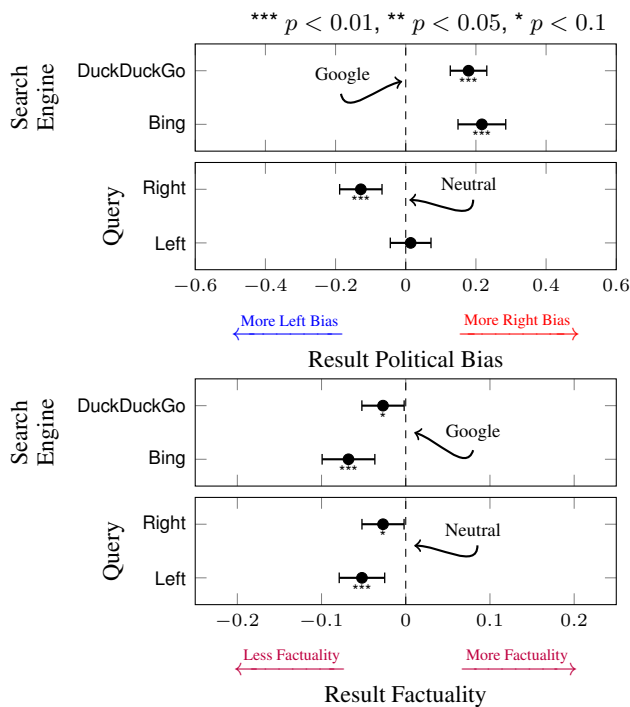 *** p < 0.01, ** p < 0.05, * p < 0.1
Search
Engine
DuckDuckGo
Google
***
Bing
***
Query
Right
Neutral
***
Left
−0.6 −0.4 −0.2 0 0.2 0.4 0.6
More Left Bias More Right Bias
Result Political Bias
Search
Engine
DuckDuckGo
*
Google
Bing
***
Query
Right
*
Neutral
Left
***
−0.2 −0.1 0 0.1 0.2
Less Factuality More Factuality
Result Factuality